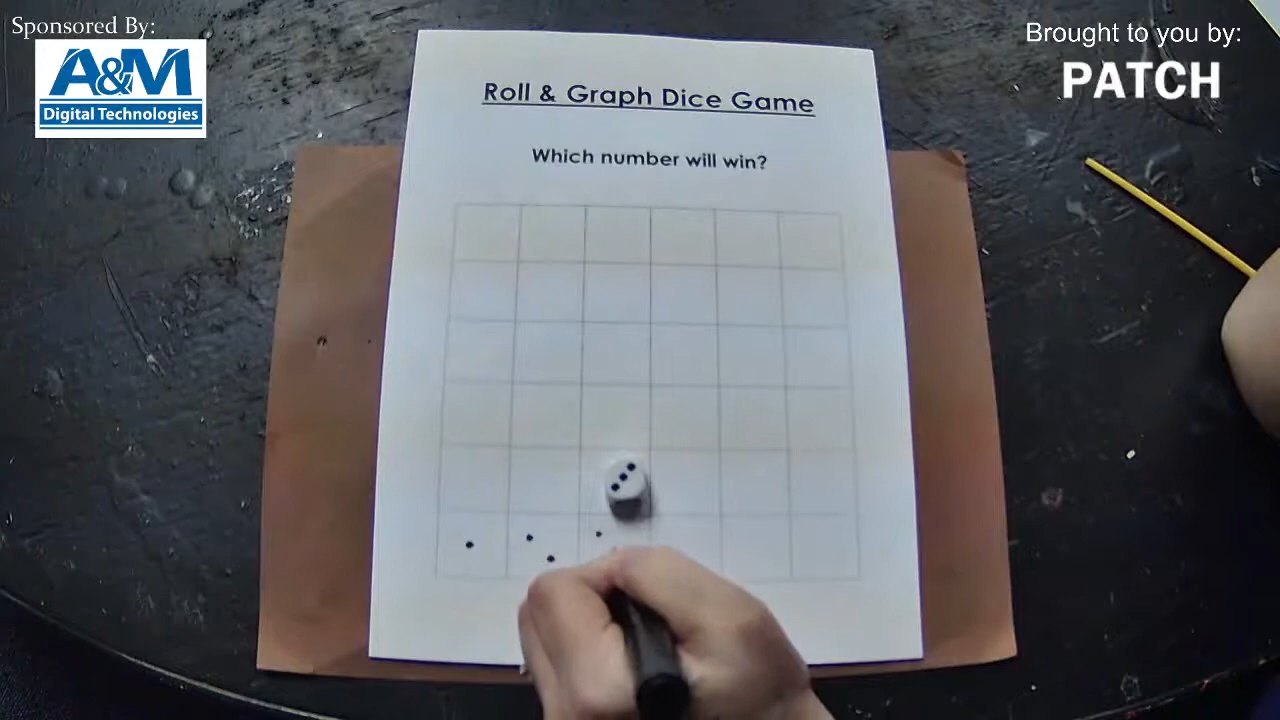 Sponsored By:
A&M
Digital Technologies
Brought to you by:
PATCH
Roll & Graph Dice Game
Which number will win?